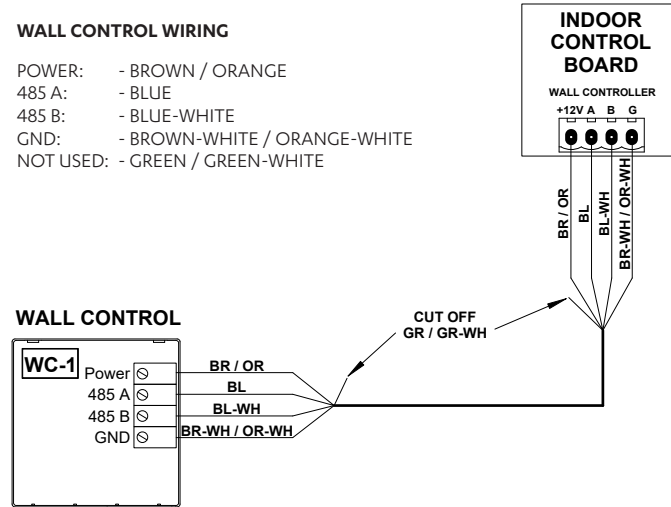 WALL CONTROL WIRING
POWER: - BROWN / ORANGE
485 A: - BLUE
485 B: - BLUE-WHITE
GND: - BROWN-WHITE / ORANGE-WHITE
NOT USED: - GREEN / GREEN-WHITE
INDOOR
CONTROL
BOARD
WALL CONTROLLER
+12V A B G
BR / OR
BL
BL-WH
BR-WH / OR-WH
CUT OFF
GR / GR-WH
WALL CONTROL
WC-1
Power
485 A
485 B
GND
BR / OR
BL
BL-WH
BR-WH / OR-WH